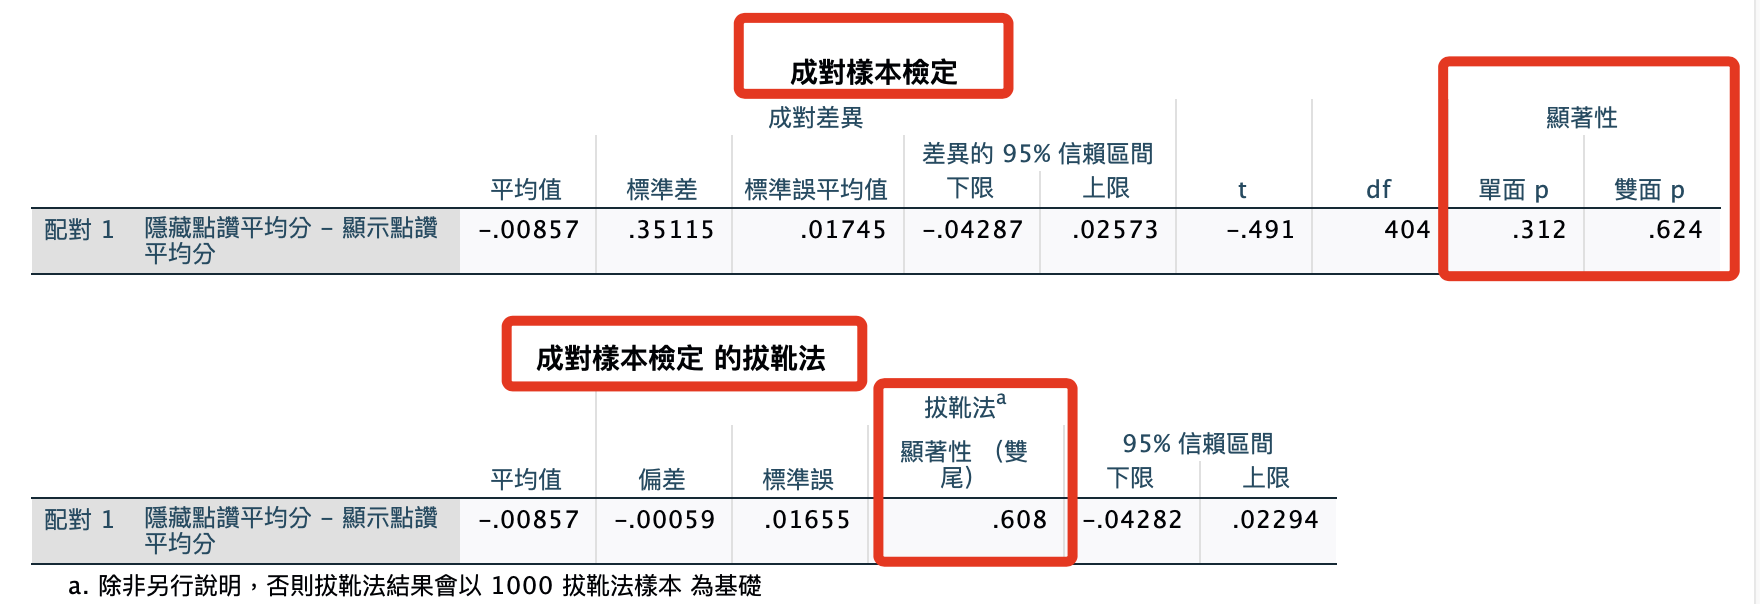 成對樣本檢定
成對差異
顯著性
差異的 95% 信賴區間
平均值 標準差 標準誤平均值 下限 上限 t df 單面 p 雙面 p
配對 1 隱藏點讚平均分 – 顯示點讚 -.00857 .35115 .01745 -.04287 .02573 -.491 404 .312 .624
平均分
成對樣本檢定 的拔靴法
拔靴法a
顯著性 （雙
尾）
95% 信賴區間
平均值 偏差 標準誤 下限 上限
配對 1 隱藏點讚平均分 – 顯示點讚 -.00857 -.00059 .01655 .608 -.04282 .02294
平均分
a. 除非另行說明，否則拔靴法結果會以 1000 拔靴法樣本 為基礎